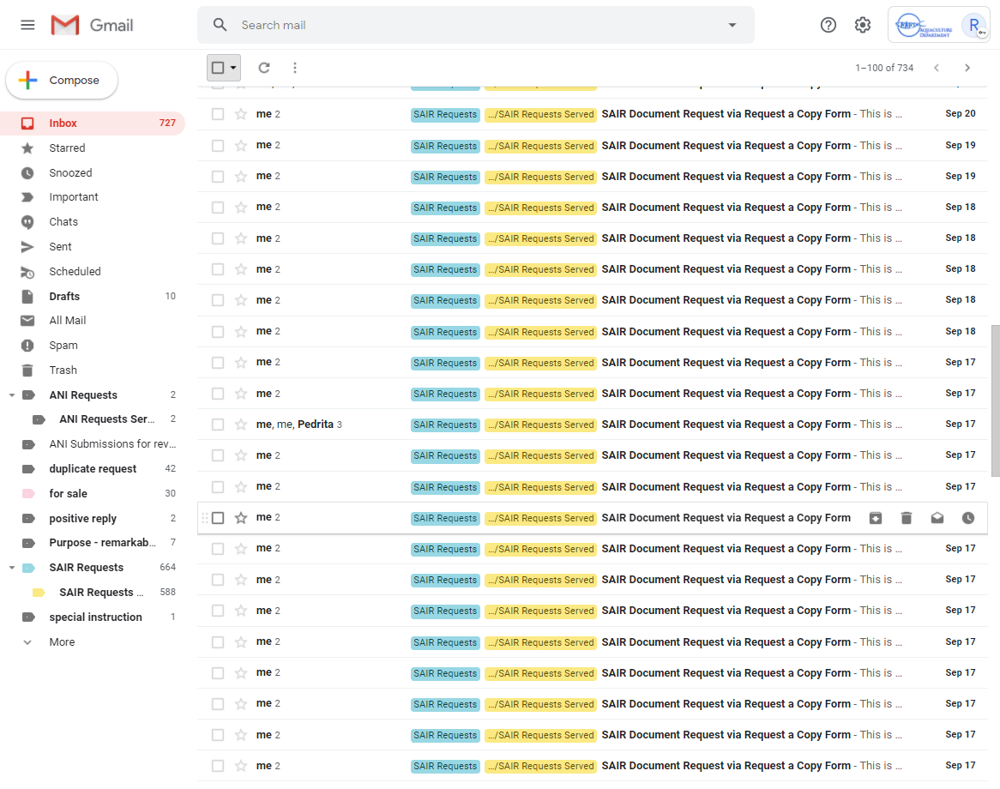 Gmail
Search mail
SEAFDEC AQUACULTURE DEPARTMENT
R
1–100 of 734
Compose
Inbox 727
Starred
Snoozed
Important
Chats
Sent
Scheduled
Drafts 10
All Mail
Spam
Trash
ANI Requests 2
ANI Requests Ser... 2
ANI Submissions for rev...
duplicate request 42
for sale 30
positive reply 2
Purpose - remarkab... 7
SAIR Requests 664
SAIR Requests ... 588
special instruction 1
More
me 2 SAIR Requests .../SAIR Requests Served SAIR Document Request via Request a Copy Form - This is ... Sep 20
me 2 SAIR Requests .../SAIR Requests Served SAIR Document Request via Request a Copy Form - This is ... Sep 19
me 2 SAIR Requests .../SAIR Requests Served SAIR Document Request via Request a Copy Form - This is ... Sep 19
me 2 SAIR Requests .../SAIR Requests Served SAIR Document Request via Request a Copy Form - This is ... Sep 18
me 2 SAIR Requests .../SAIR Requests Served SAIR Document Request via Request a Copy Form - This is ... Sep 18
me 2 SAIR Requests .../SAIR Requests Served SAIR Document Request via Request a Copy Form - This is ... Sep 18
me 2 SAIR Requests .../SAIR Requests Served SAIR Document Request via Request a Copy Form - This is ... Sep 18
me 2 SAIR Requests .../SAIR Requests Served SAIR Document Request via Request a Copy Form - This is ... Sep 18
me 2 SAIR Requests .../SAIR Requests Served SAIR Document Request via Request a Copy Form - This is ... Sep 17
me 2 SAIR Requests .../SAIR Requests Served SAIR Document Request via Request a Copy Form - This is ... Sep 17
me, me, Pedrita 3 SAIR Requests .../SAIR Requests Served SAIR Document Request via Request a Copy Form - This is ... Sep 17
me 2 SAIR Requests .../SAIR Requests Served SAIR Document Request via Request a Copy Form - This is ... Sep 17
me 2 SAIR Requests .../SAIR Requests Served SAIR Document Request via Request a Copy Form - This is ... Sep 17
me 2 SAIR Requests .../SAIR Requests Served SAIR Document Request via Request a Copy Form
me 2 SAIR Requests .../SAIR Requests Served SAIR Document Request via Request a Copy Form - This is ... Sep 17
me 2 SAIR Requests .../SAIR Requests Served SAIR Document Request via Request a Copy Form - This is ... Sep 17
me 2 SAIR Requests .../SAIR Requests Served SAIR Document Request via Request a Copy Form - This is ... Sep 17
me 2 SAIR Requests .../SAIR Requests Served SAIR Document Request via Request a Copy Form - This is ... Sep 17
me 2 SAIR Requests .../SAIR Requests Served SAIR Document Request via Request a Copy Form - This is ... Sep 17
me 2 SAIR Requests .../SAIR Requests Served SAIR Document Request via Request a Copy Form - This is ... Sep 17
me 2 SAIR Requests .../SAIR Requests Served SAIR Document Request via Request a Copy Form - This is ... Sep 17
me 2 SAIR Requests .../SAIR Requests Served SAIR Document Request via Request a Copy Form - This is ... Sep 17